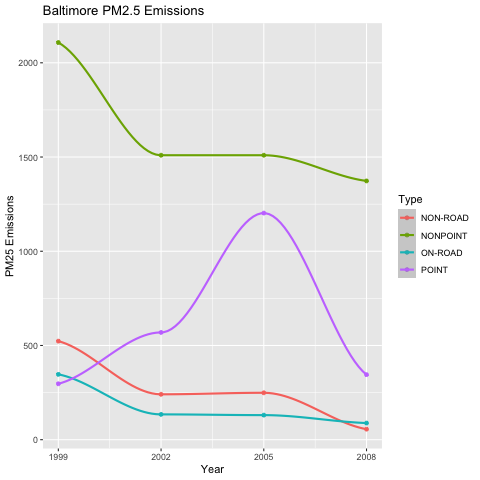 Baltimore PM2.5 Emissions
PM25 Emissions
2000
1500
1000
500
0
1999
2002
2005
2008
Year
Type
NON-ROAD
NONPOINT
ON-ROAD
POINT